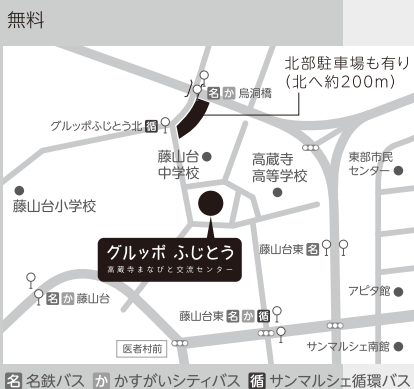 無料
北部駐車場も有り
（北へ約200m）
名 か 烏洞橋
グルッポふじとう北 循
藤山台
中学校
高蔵寺
高等学校
東部市民
センター
藤山台小学校
グルッポ ふじとう
高蔵寺まなびと交流センター
藤山台東 名
名 か 藤山台
アピタ館
藤山台東 名 か 循
医者村前
サンマルシェ南館
名 名鉄バス か かすがいシティバス 循 サンマルシェ循環バス